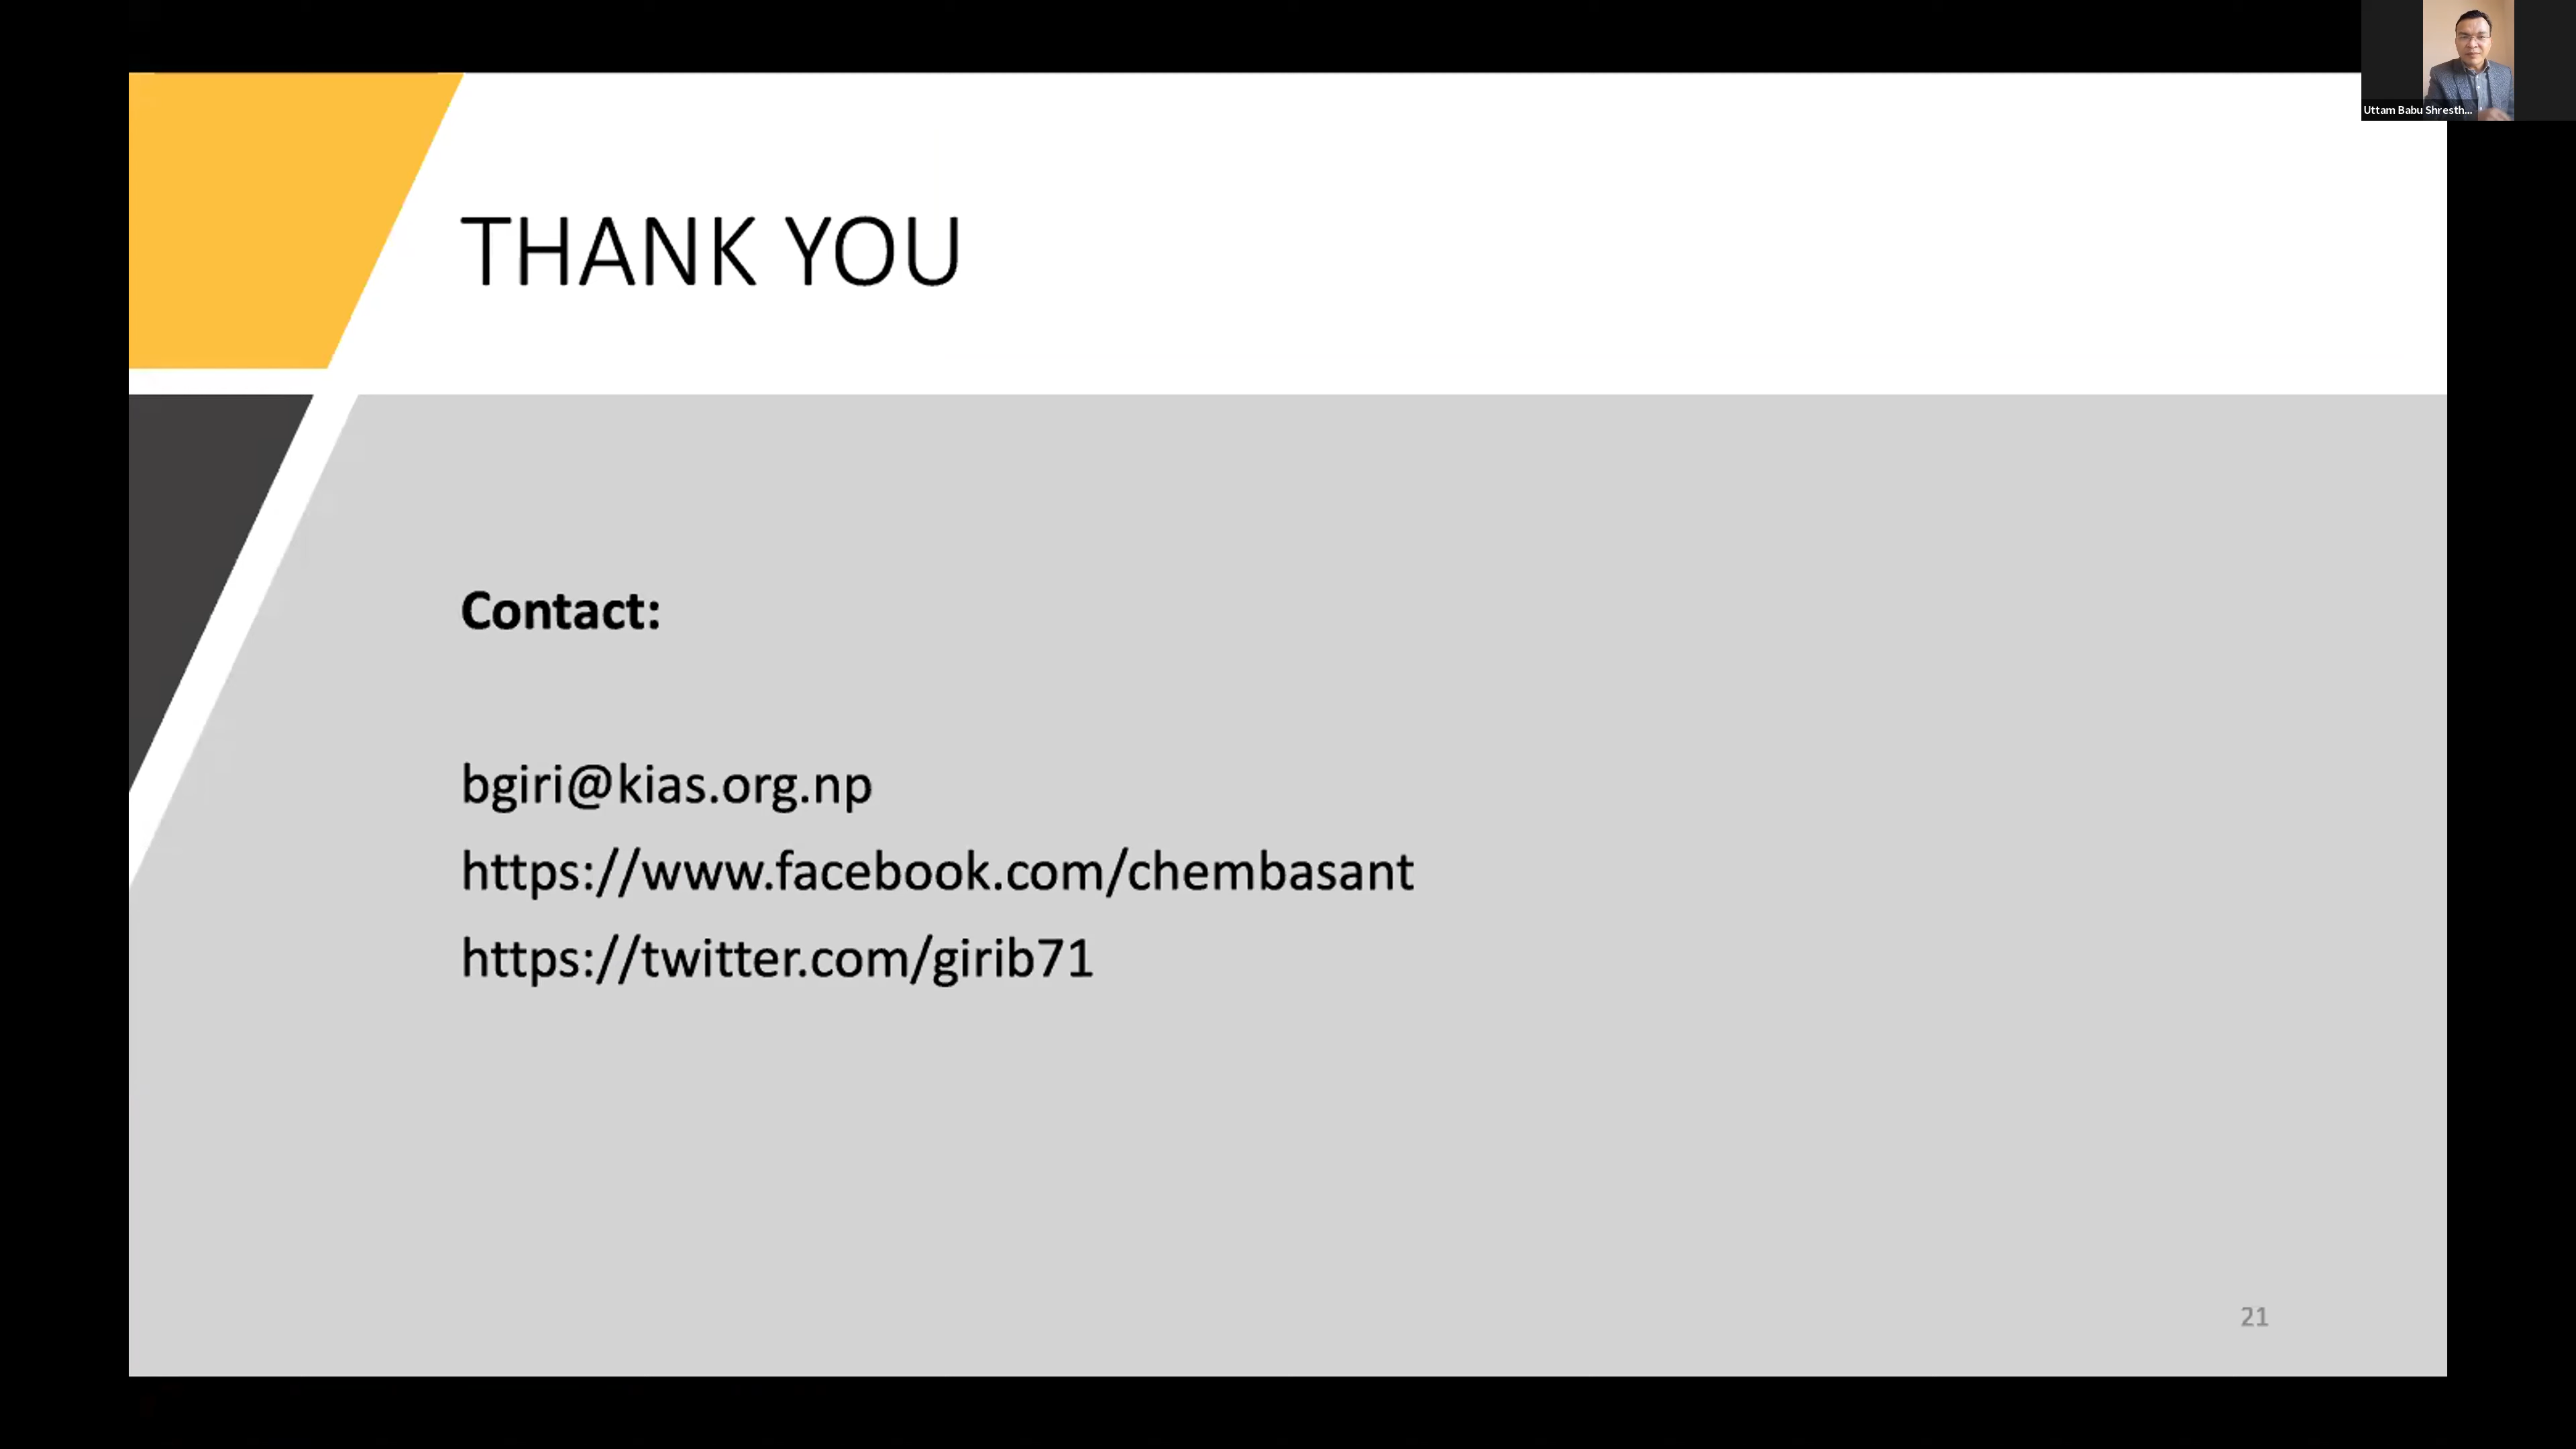 Uttam Babu Shresth...
THANK YOU
Contact:
bgiri@kias.org.np
https://www.facebook.com/chembasant
https://twitter.com/girib71
21